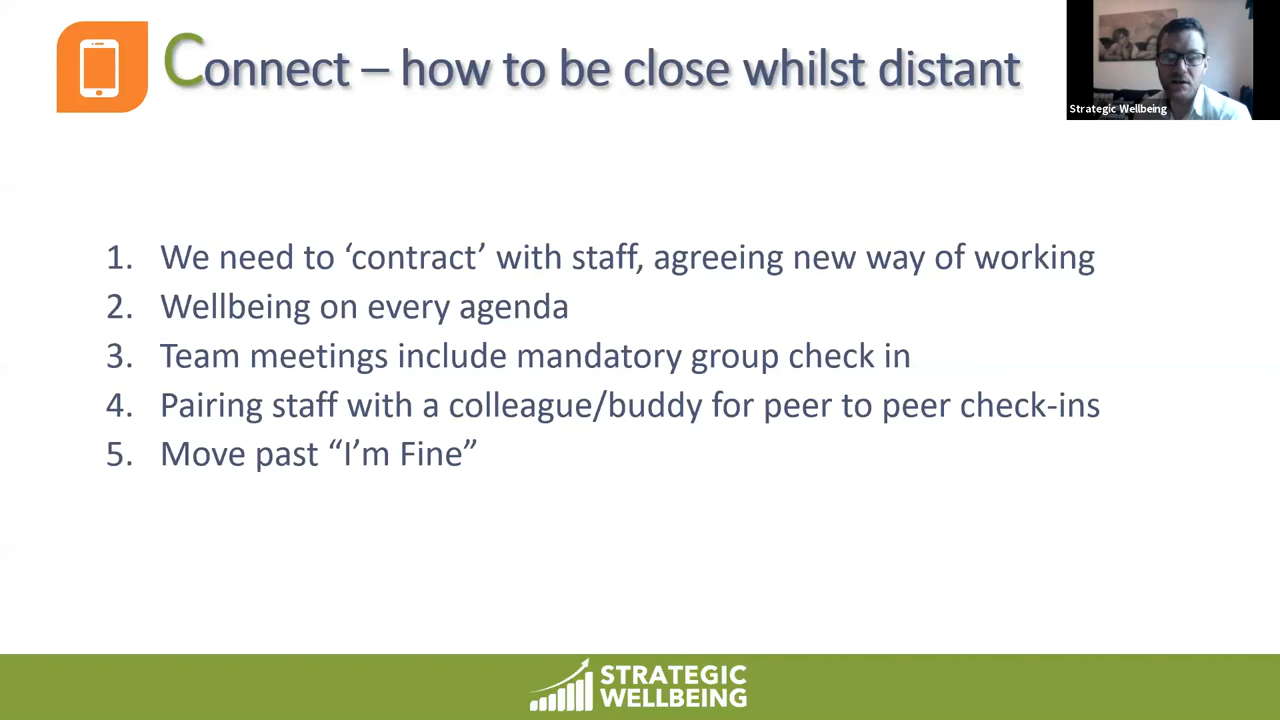 Connect – how to be close whilst distant
Strategic Wellbeing
1. We need to ‘contract’ with staff, agreeing new way of working
2. Wellbeing on every agenda
3. Team meetings include mandatory group check in
4. Pairing staff with a colleague/buddy for peer to peer check-ins
5. Move past “I’m Fine”
STRATEGIC
WELLBEING